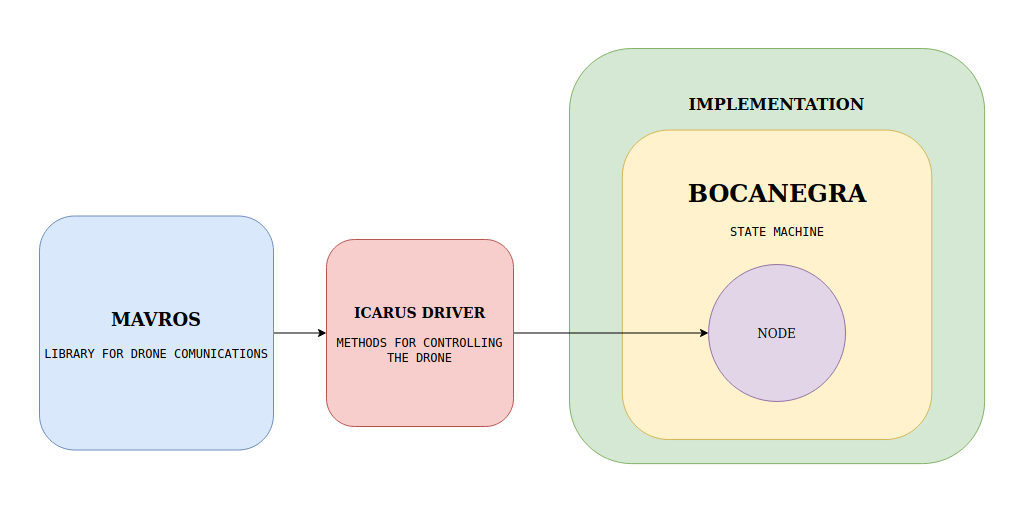 MAVROS
LIBRARY FOR DRONE COMUNICATIONS
ICARUS DRIVER
METHODS FOR CONTROLLING
THE DRONE
IMPLEMENTATION
BOCANEGRA
STATE MACHINE
NODE